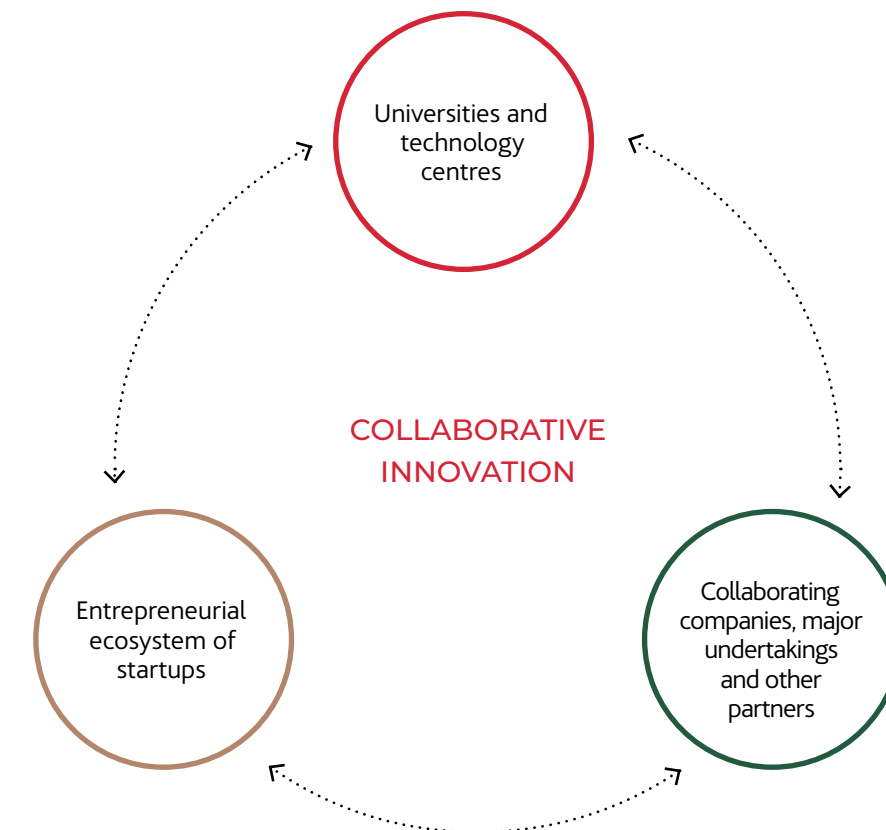 Universities and
technology
centres
COLLABORATIVE
INNOVATION
Entrepreneurial
ecosystem of
startups
Collaborating
companies, major
undertakings
and other
partners